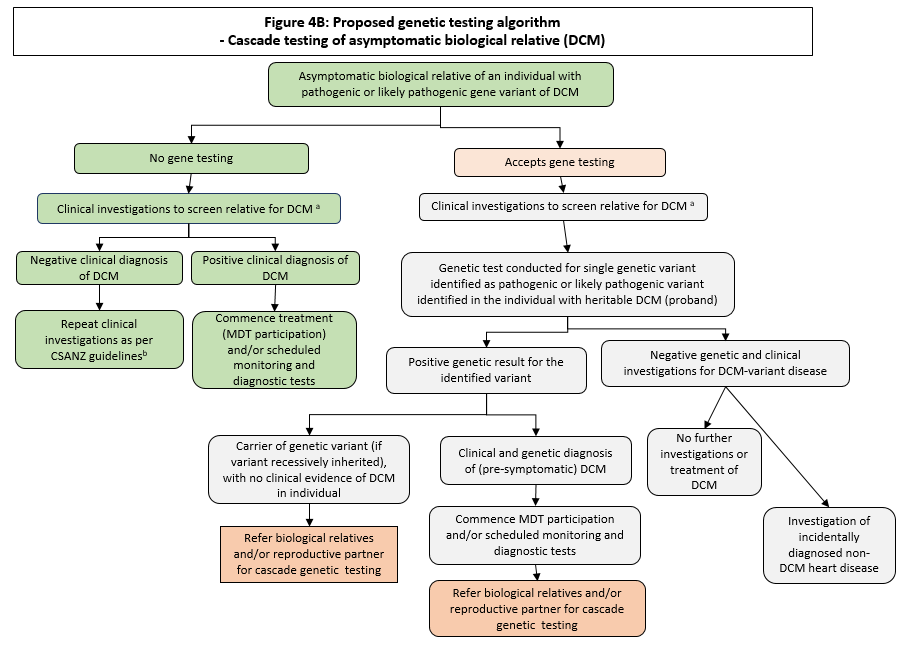 Figure 4B: Proposed genetic testing algorithm
- Cascade testing of asymptomatic biological relative (DCM)
Asymptomatic biological relative of an individual with
pathogenic or likely pathogenic gene variant of DCM
No gene testing
Accepts gene testing
Clinical investigations to screen relative for DCM ᵃ
Clinical investigations to screen relative for DCM ᵃ
Negative clinical diagnosis
of DCM
Positive clinical diagnosis of
DCM
Genetic test conducted for single genetic variant
identified as pathogenic or likely pathogenic variant
identified in the individual with heritable DCM (proband)
Repeat clinical
investigations as per
CSANZ guidelinesᵇ
Commence treatment
(MDT participation)
and/or scheduled
monitoring and
diagnostic tests
Positive genetic result for the
identified variant
Negative genetic and clinical
investigations for DCM-variant disease
Carrier of genetic variant (if
variant recessively inherited),
with no clinical evidence of DCM
in individual
Clinical and genetic diagnosis
of (pre-symptomatic) DCM
No further
investigations or
treatment of
DCM
Investigation of
incidentally
diagnosed non-
DCM heart disease
Refer biological relatives
and/or reproductive partner
for cascade genetic testing
Commence MDT participation
and/or scheduled monitoring and
diagnostic tests
Refer biological relatives and/or
reproductive partner for cascade
genetic testing